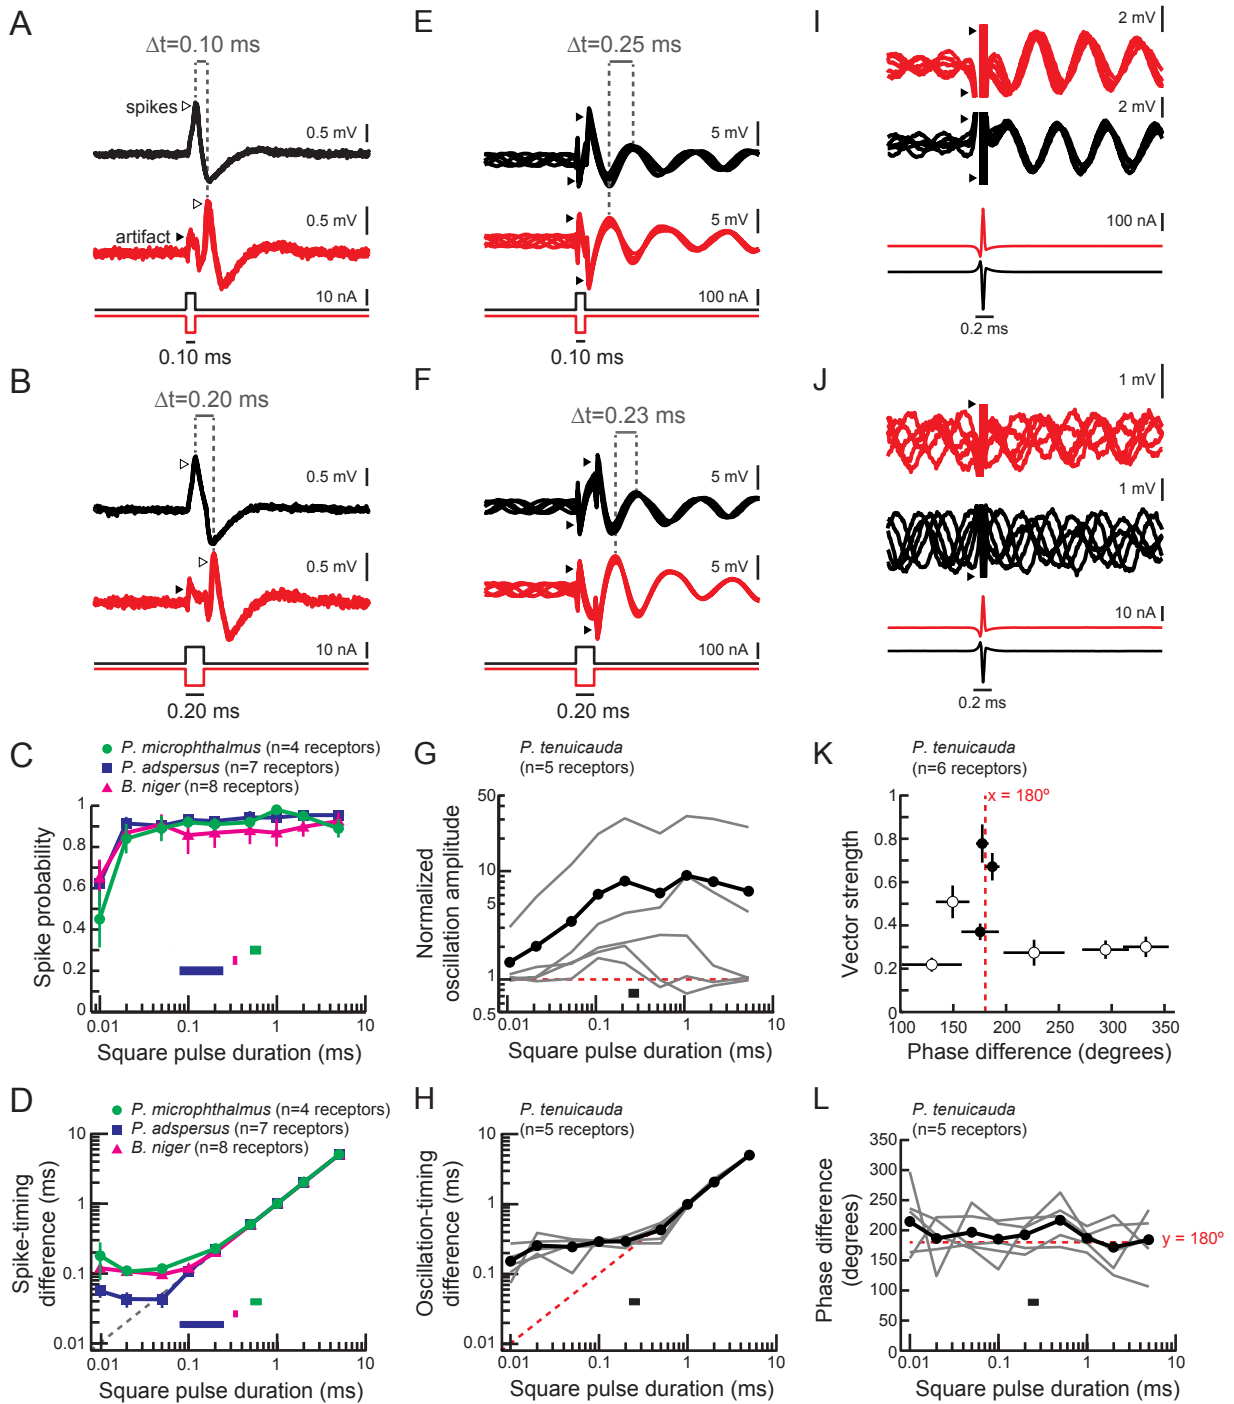 A
Δt=0.10 ms
spikes
0.5 mV
0.5 mV
artifact
10 nA
0.10 ms
B
Δt=0.20 ms
0.5 mV
0.5 mV
10 nA
0.20 ms
C
P. microphthalmus (n=4 receptors)
P. adspersus (n=7 receptors)
B. niger (n=8 receptors)
Spike probability
1
0.8
0.6
0.4
0.2
0
0.01
0.1
1
10
Square pulse duration (ms)
D
P. microphthalmus (n=4 receptors)
P. adspersus (n=7 receptors)
B. niger (n=8 receptors)
Spike-timing
difference (ms)
10
1
0.1
0.01
0.01
0.1
1
10
Square pulse duration (ms)
E
Δt=0.25 ms
5 mV
5 mV
100 nA
0.10 ms
F
Δt=0.23 ms
5 mV
5 mV
100 nA
0.20 ms
G
P. tenuicauda
(n=5 receptors)
Normalized
oscillation amplitude
50
10
5
1
0.5
0.01
0.1
1
10
Square pulse duration (ms)
H
P. tenuicauda
(n=5 receptors)
Oscillation-timing
difference (ms)
10
1
0.1
0.01
0.01
0.1
1
10
Square pulse duration (ms)
I
2 mV
2 mV
100 nA
0.2 ms
J
1 mV
1 mV
10 nA
0.2 ms
K
P. tenuicauda
(n=6 receptors)
x = 180º
Vector strength
1
0.8
0.6
0.4
0.2
0
100
150
200
250
300
350
Phase difference (degrees)
L
P. tenuicauda
(n=5 receptors)
Phase difference
(degrees)
350
300
250
200
150
100
50
0
y = 180º
0.01
0.1
1
10
Square pulse duration (ms)